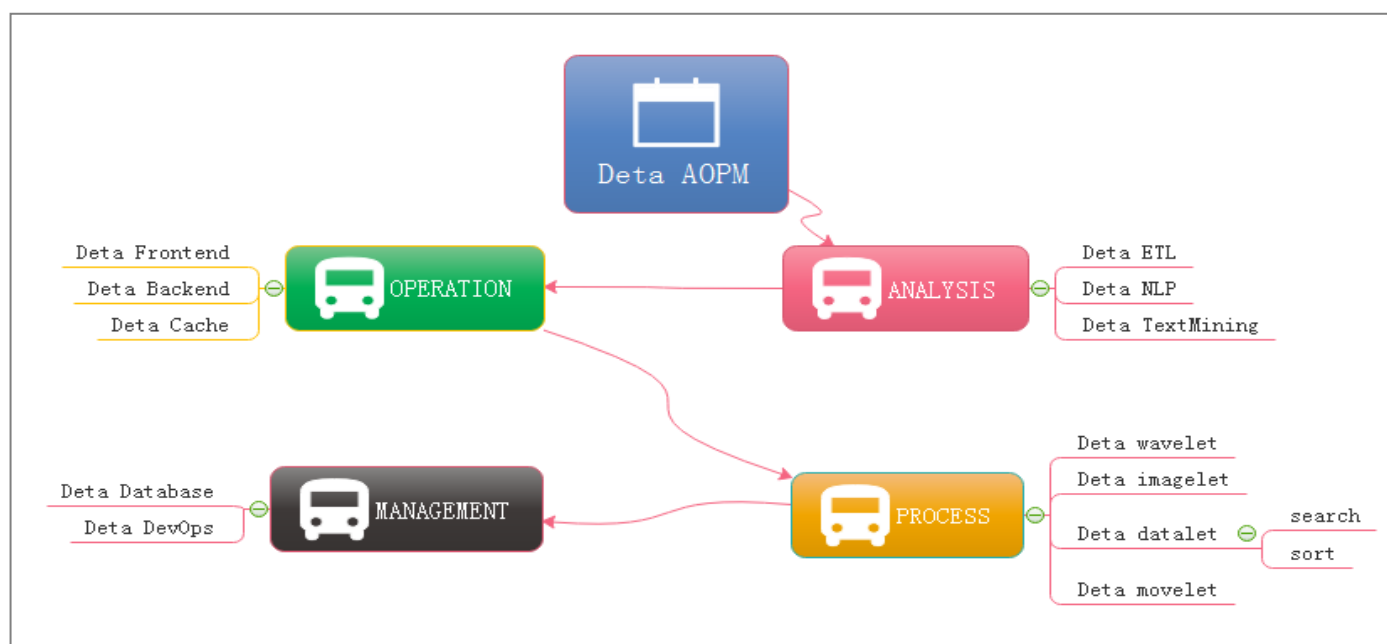 Deta AOPM
Deta Frontend
Deta Backend
Deta Cache
OPERATION
ANALYSIS
Deta ETL
Deta NLP
Deta TextMining
Deta Database
Deta DevOps
MANAGEMENT
PROCESS
Deta wavelet
Deta imagelet
Deta datalet
search
sort
Deta movelet